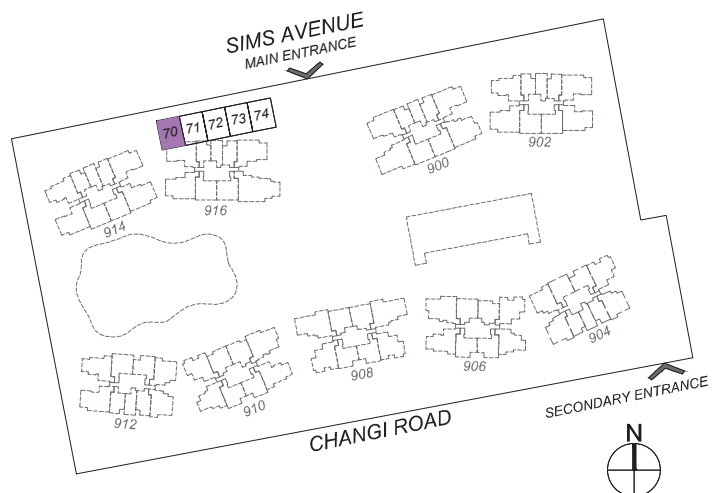 SIMS AVENUE
MAIN ENTRANCE
70 71 72 73 74
902
900
916
914
904
908
906
910
912
SECONDARY ENTRANCE
CHANGI ROAD
N